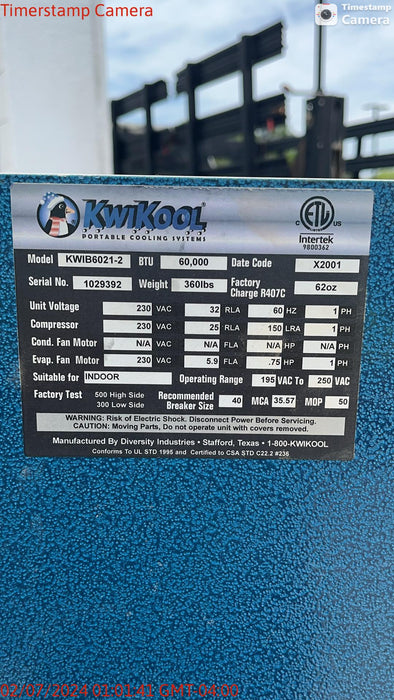 Timerstamp Camera
Timestamp
Camera
KWIKOOL
PORTABLE COOLING SYSTEMS
C ETL US
Intertek
9800362
Model KWIB6021-2 BTU 60,000 Date Code X2001
Serial No. 1029392 Weight 360lbs Factory Charge R407C 62oz
Unit Voltage 230 VAC 32 RLA 60 HZ 1 PH
Compressor 230 VAC 25 RLA 150 LRA 1 PH
Cond. Fan Motor N/A VAC N/A FLA N/A HP N/A PH
Evap. Fan Motor 230 VAC 5.9 FLA .75 HP 1 PH
Suitable for INDOOR Operating Range 195 VAC To 250 VAC
Factory Test 500 High Side 300 Low Side Recommended Breaker Size 40 MCA 35.57 MOP 50
WARNING: Risk of Electric Shock. Disconnect Power Before Servicing.
CAUTION: Moving Parts, Do not operate unit with covers removed.
Manufactured By Diversity Industries • Stafford, Texas • 1-800-KWIKOOL
Conforms To UL STD 1995 and Certified to CSA STD C22.2 #236
02/07/2024 01:01:41 GMT-04:00